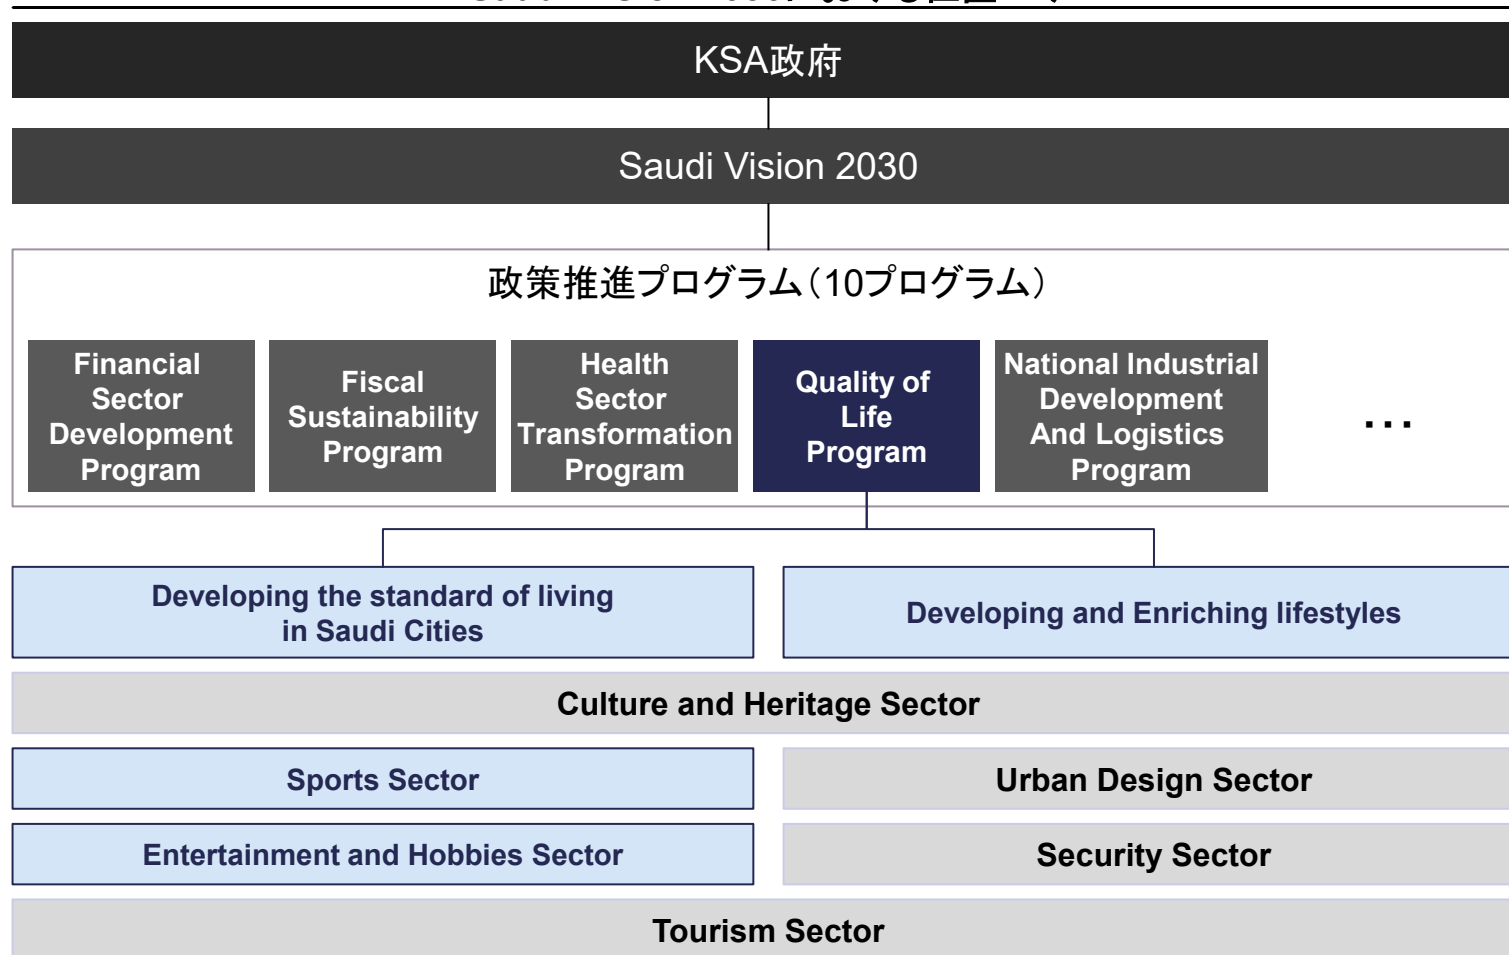 KSA政府
Saudi Vision 2030
政策推進プログラム（10プログラム）
Financial
Sector
Development
Program
Fiscal
Sustainability
Program
Health
Sector
Transformation
Program
Quality of
Life
Program
National Industrial
Development
And Logistics
Program
...
Developing the standard of living
in Saudi Cities
Developing and Enriching lifestyles
Culture and Heritage Sector
Sports Sector
Urban Design Sector
Entertainment and Hobbies Sector
Security Sector
Tourism Sector